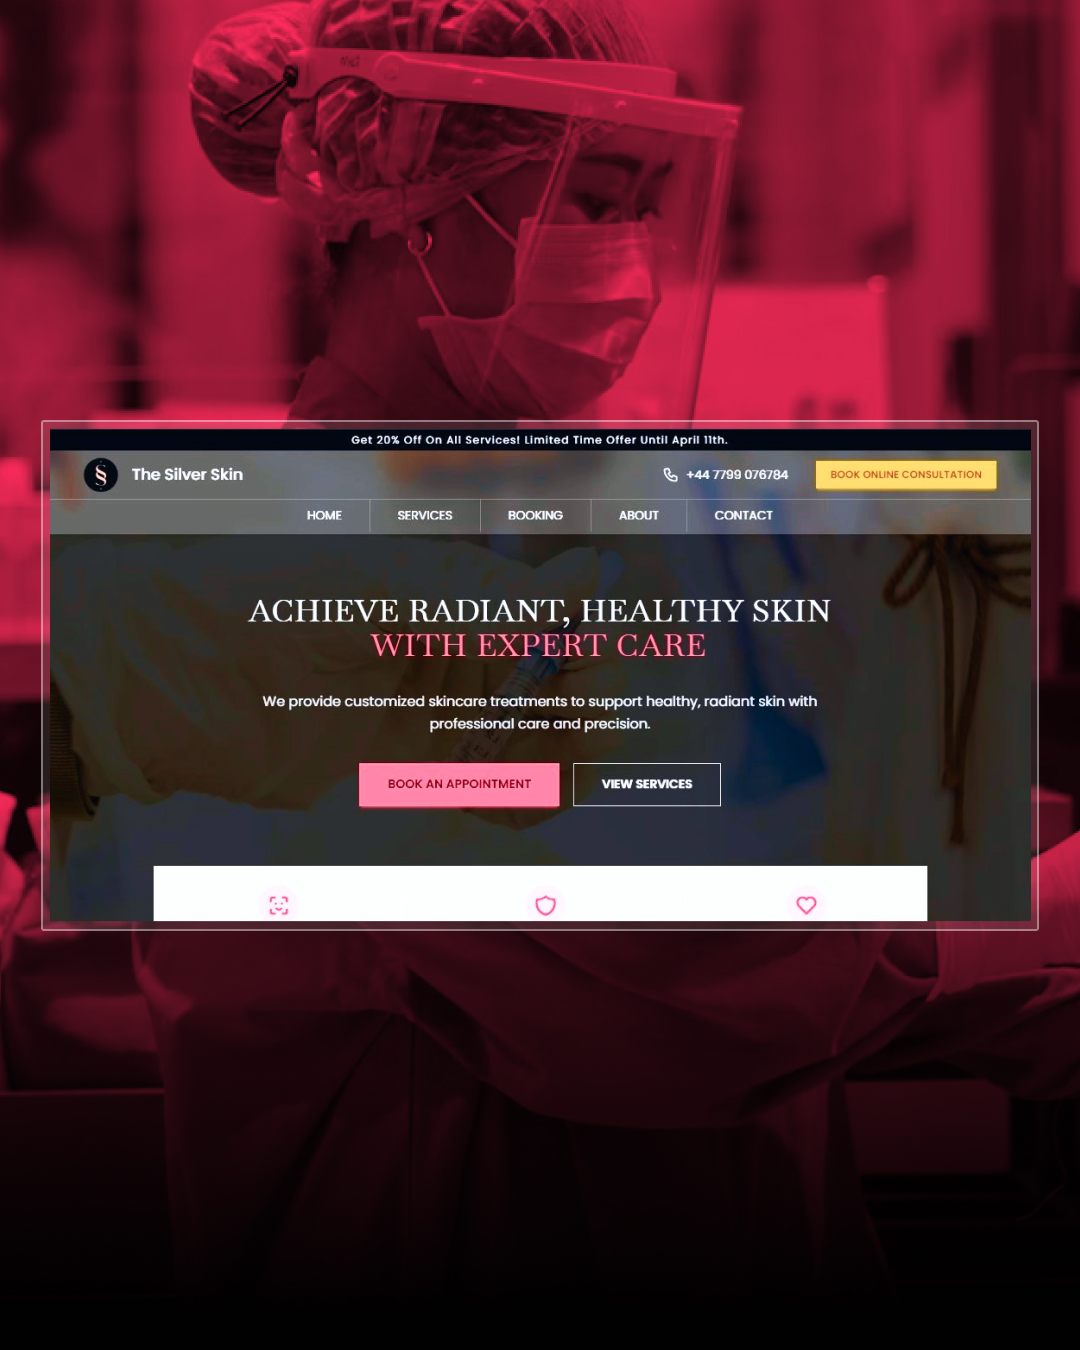 Get 20% Off On All Services! Limited Time Offer Until April 11th.
The Silver Skin
+44 7799 076784
BOOK ONLINE CONSULTATION
HOME
SERVICES
BOOKING
ABOUT
CONTACT
ACHIEVE RADIANT, HEALTHY SKIN
WITH EXPERT CARE
We provide customized skincare treatments to support healthy, radiant skin with
professional care and precision.
BOOK AN APPOINTMENT
VIEW SERVICES